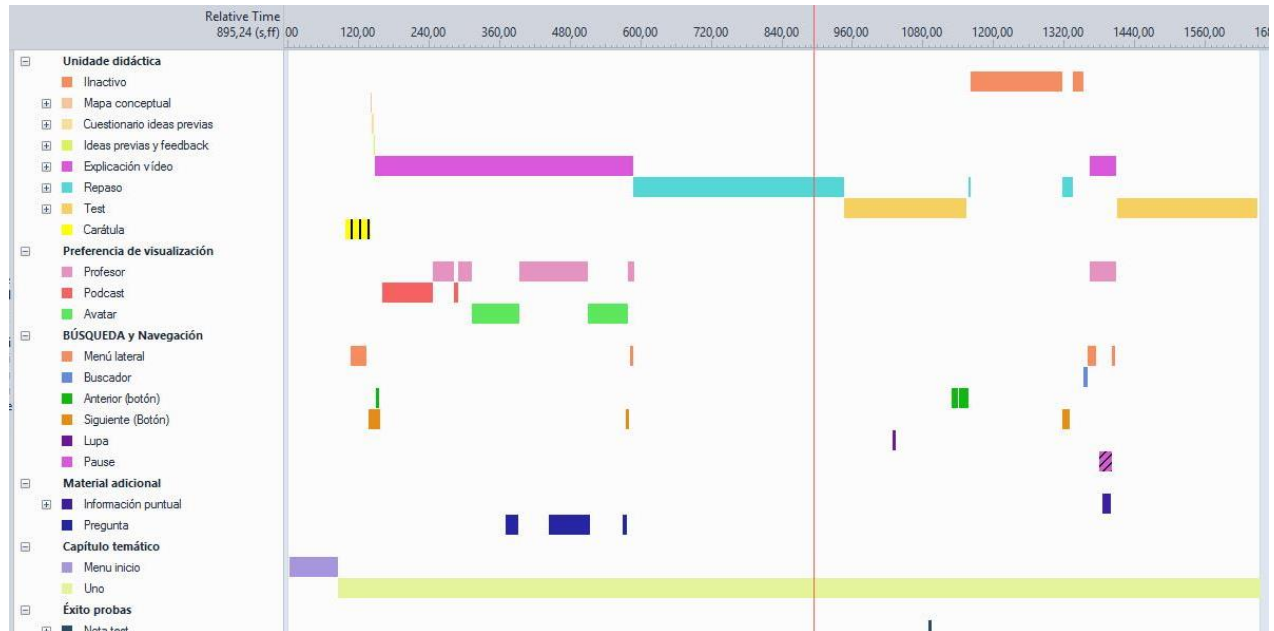 Relative Time
895,24 (s,ff)
00 120,00 240,00 360,00 480,00 600,00 720,00 840,00 960,00 1080,00 1200,00 1320,00 1440,00 1560,00 168
Unidade didáctica
IInactivo
Mapa conceptual
Cuestionario ideas previas
Ideas previas y feedback
Explicación vídeo
Repaso
Test
Carátula
Preferencia de visualización
Profesor
Podcast
Avatar
BÚSQUEDA y Navegación
Menú lateral
Buscador
Anterior (botón)
Siguiente (Botón)
Lupa
Pause
Material adicional
Información puntual
Pregunta
Capítulo temático
Menu inicio
Uno
Éxito probas
Nota test